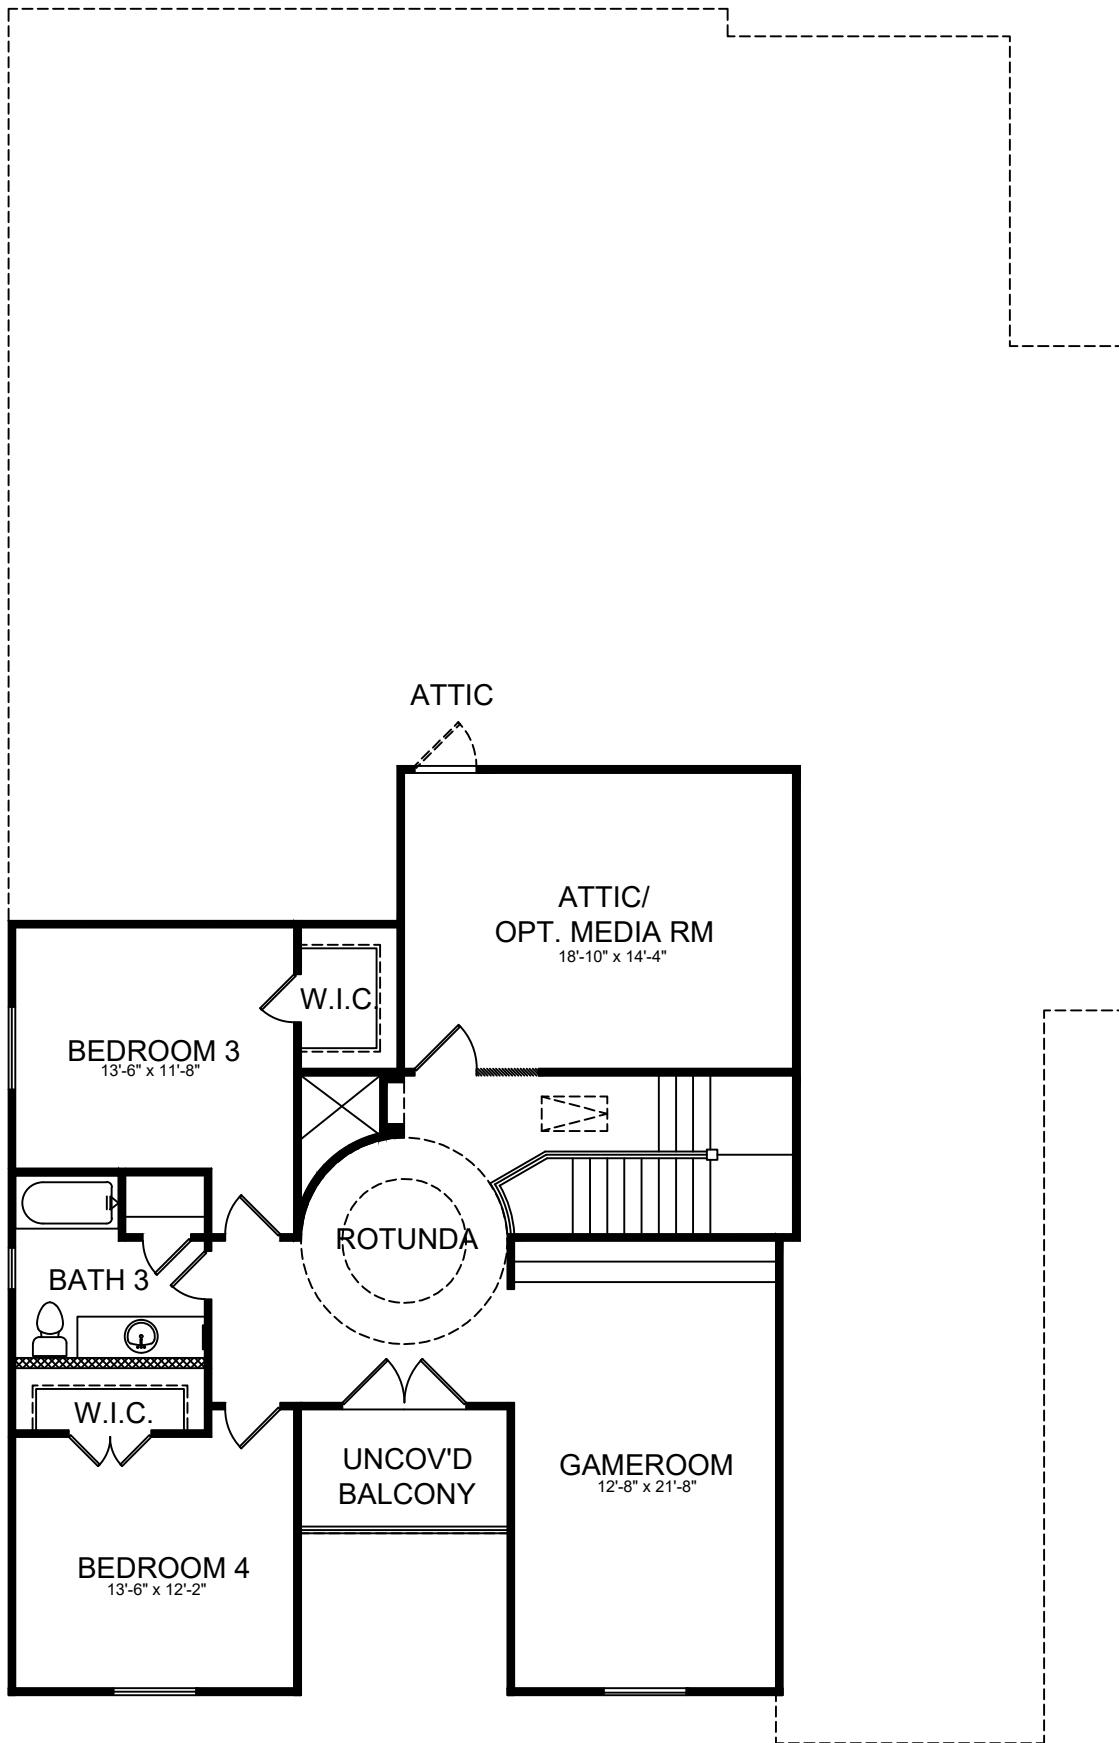 ATTIC
ATTIC/
OPT. MEDIA RM
18'-10" x 14'-4"
W.I.C.
BEDROOM 3
13'-6" x 11'-8"
ROTUNDA
BATH 3
W.I.C.
UNCOV'D
BALCONY
GAMEROOM
12'-8" x 21'-8"
BEDROOM 4
13'-6" x 12'-2"